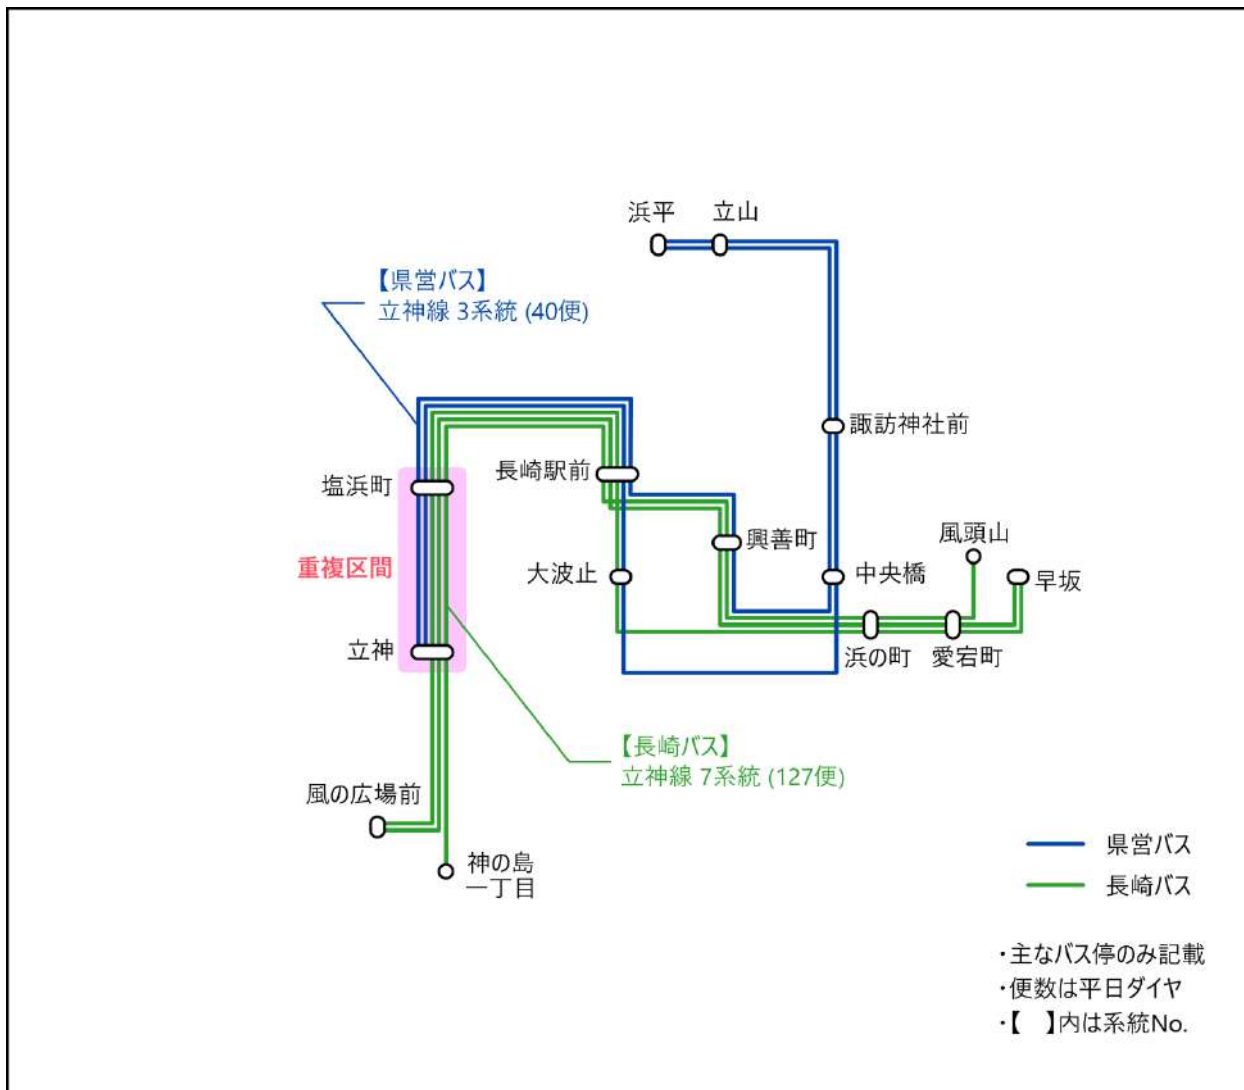 浜平
立山
【県営バス】
立神線 3系統 (40便)
諏訪神社前
長崎駅前
塩浜町
興善町
風頭山
重複区間
大波止
中央橋
早坂
立神
浜の町
愛宕町
【長崎バス】
立神線 7系統 (127便)
風の広場前
神の島
一丁目
県営バス
長崎バス
・主なバス停のみ記載
・便数は平日ダイヤ
・【　】内は系統No.